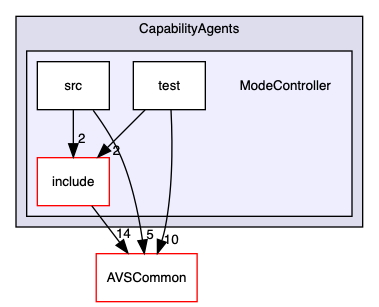 CapabilityAgents
src
test
ModeController
2
2
include
14
5
10
AVSCommon